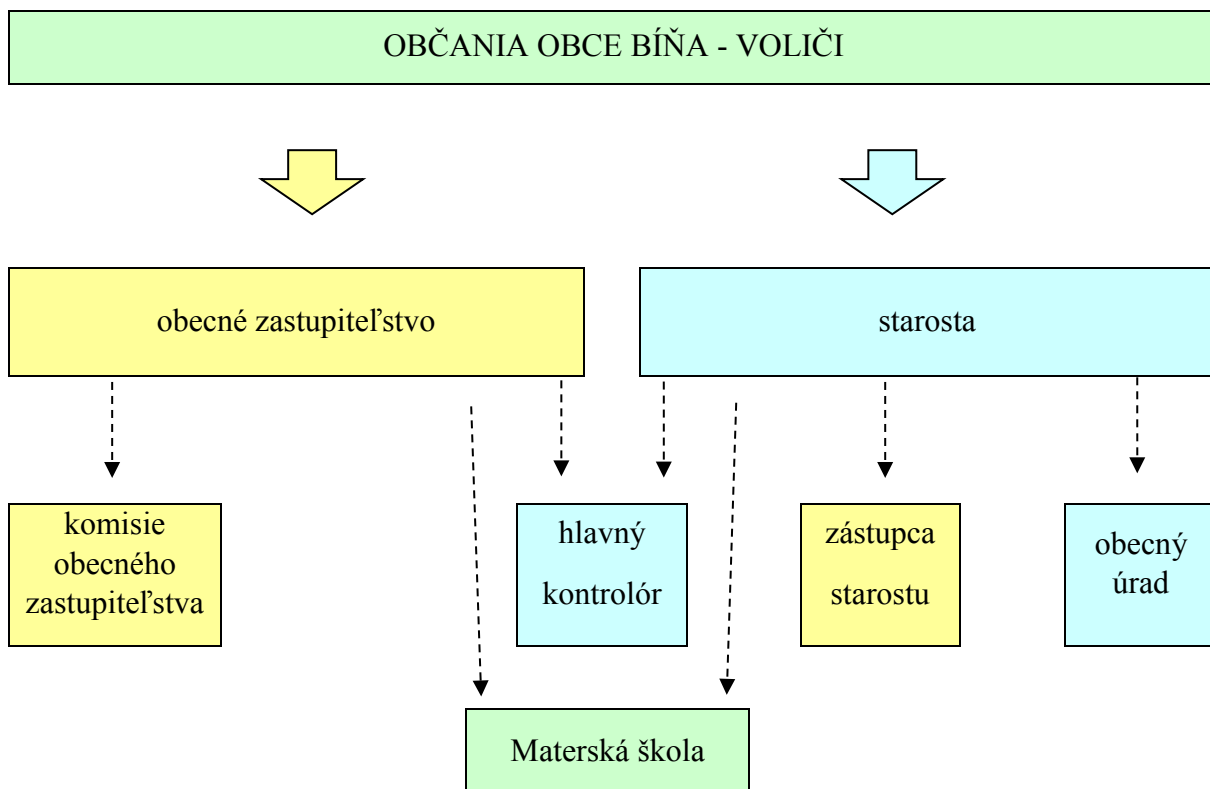 OBČANIA OBCE BÍŇA - VOLIČI
obecné zastupiteľstvo
starosta
komisie
obecného
zastupiteľstva
hlavný
kontrolór
zástupca
starostu
obecný
úrad
Materská škola